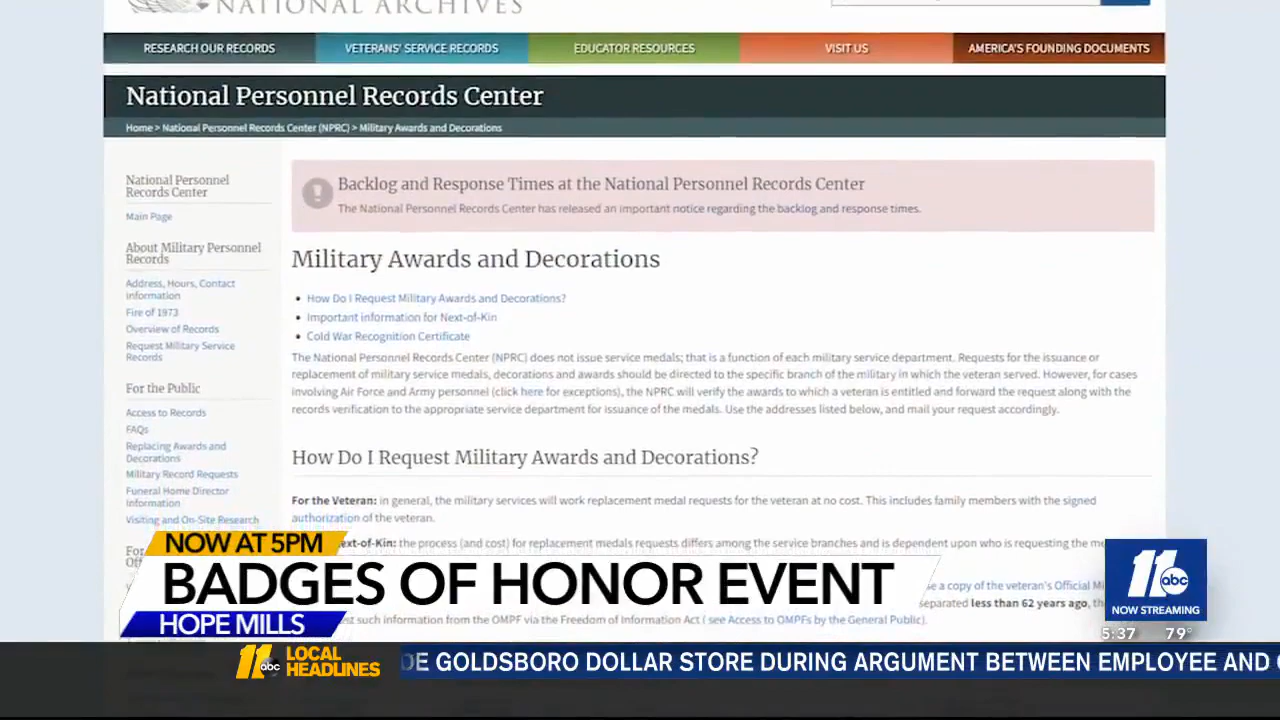 NATIONAL ARCHIVES
RESEARCH OUR RECORDS
VETERANS' SERVICE RECORDS
EDUCATOR RESOURCES
VISIT US
AMERICA'S FOUNDING DOCUMENTS
National Personnel Records Center
Home > National Personnel Records Center (NPRC) > Military Awards and Decorations
National Personnel
Records Center
Main Page
About Military Personnel
Records
Address, Hours, Contact
Information
Fire of 1973
Overview of Records
Request Military Service
Records
For the Public
Access to Records
FAQs
Replacing Awards and
Decorations
Military Record Requests
Funeral Home Director
Information
Visiting and On-Site Research
Backlog and Response Times at the National Personnel Records Center
The National Personnel Records Center has released an important notice regarding the backlog and response times.
Military Awards and Decorations
• How Do I Request Military Awards and Decorations?
• Important information for Next-of-Kin
• Cold War Recognition Certificate
The National Personnel Records Center (NPRC) does not issue service medals; that is a function of each military service department. Requests for the issuance or
replacement of military service medals, decorations and awards should be directed to the specific branch of the military in which the veteran served. However, for cases
involving Air Force and Army personnel (click here for exceptions), the NPRC will verify the awards to which a veteran is entitled and forward the request along with the
records verification to the appropriate service department for issuance of the medals. Use the addresses listed below, and mail your request accordingly.
How Do I Request Military Awards and Decorations?
For the Veteran: in general, the military services will work replacement medal requests for the veteran at no cost. This includes family members with the signed
authorization of the veteran.
ext-of-Kin: the process (and cost) for replacement medals requests differs among the service branches and is dependent upon who is requesting the me
se a copy of the veteran's Official Mi
separated less than 62 years ago, th
est such information from the OMPF via the Freedom of Information Act ( see Access to OMPFs by the General Public).
NOW AT 5PM
BADGES OF HONOR EVENT
HOPE MILLS
11 abc
NOW STREAMING
5:37 79°
11 abc
LOCAL
HEADLINES
DE GOLDSBORO DOLLAR STORE DURING ARGUMENT BETWEEN EMPLOYEE AND